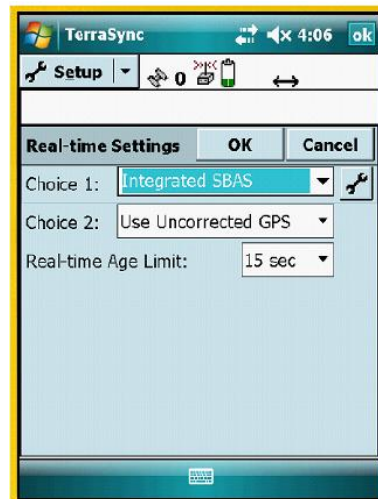 TerraSync 4:06 ok
Setup 0
Real-time Settings OK Cancel
Choice 1: Integrated SBAS
Choice 2: Use Uncorrected GPS
Real-time Age Limit: 15 sec